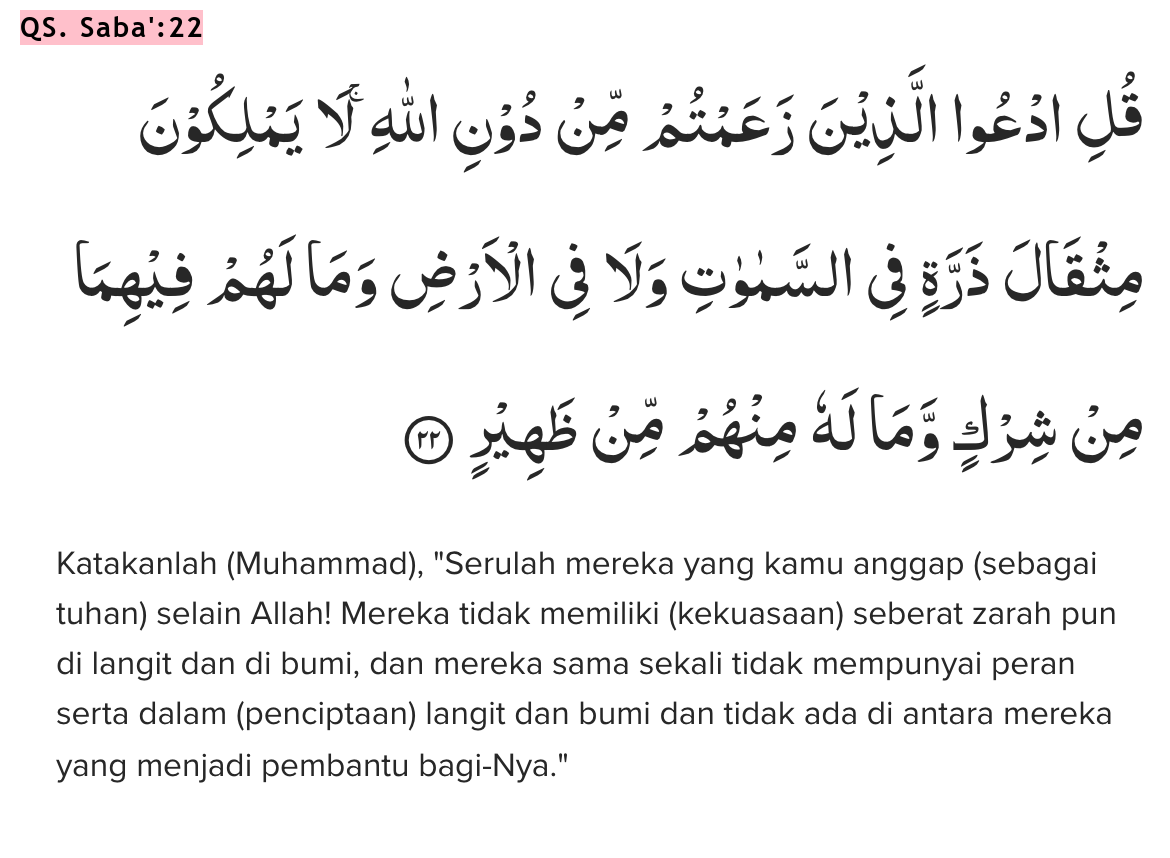 QS. Saba':22
قُلِ ادْعُوا الَّذِيْنَ زَعَمْتُمْ مِّنْ دُوْنِ اللّٰهِ ۚلَا يَمْلِكُوْنَ
مِثْقَالَ ذَرَّةٍ فِى السَّمٰوٰتِ وَلَا فِى الْاَرْضِ وَمَا لَهُمْ فِيْهِمَا
مِنْ شِرْكٍ وَّمَا لَهٗ مِنْهُمْ مِّنْ ظَهِيْرٍ ٢٢
Katakanlah (Muhammad), "Serulah mereka yang kamu anggap (sebagai
tuhan) selain Allah! Mereka tidak memiliki (kekuasaan) seberat zarah pun
di langit dan di bumi, dan mereka sama sekali tidak mempunyai peran
serta dalam (penciptaan) langit dan bumi dan tidak ada di antara mereka
yang menjadi pembantu bagi-Nya."